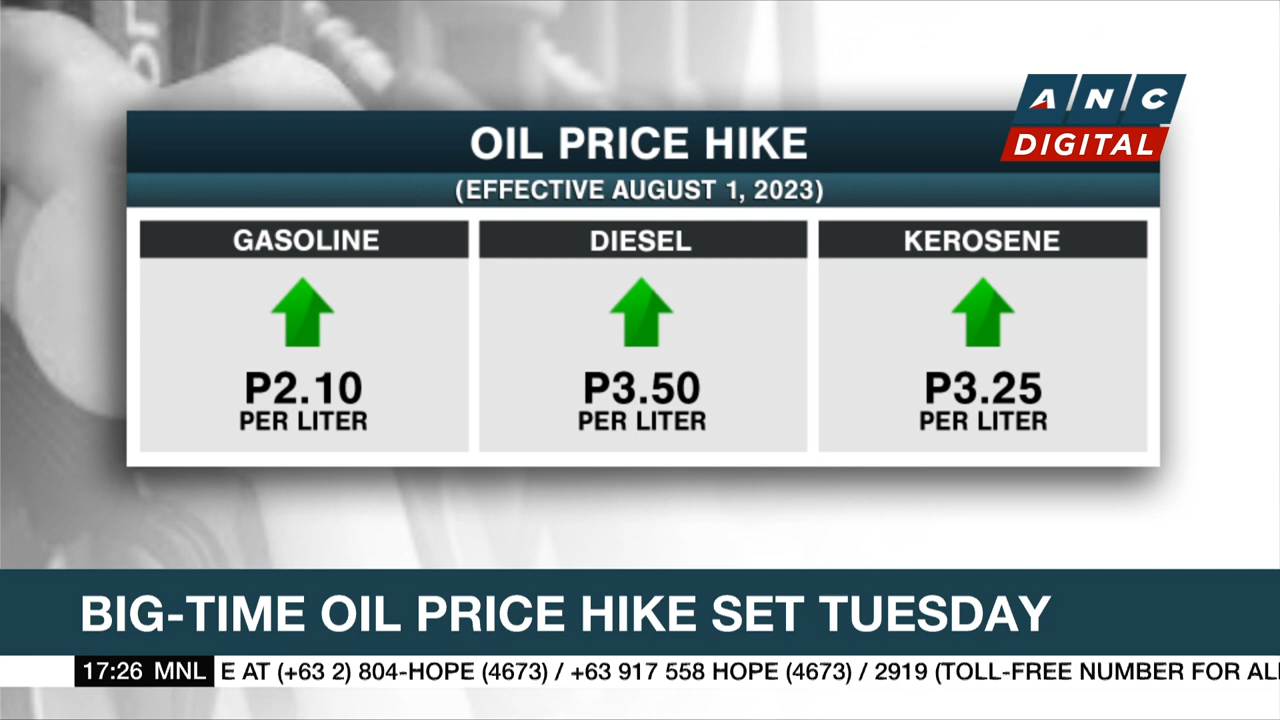 ANC
DIGITAL
OIL PRICE HIKE
(EFFECTIVE AUGUST 1, 2023)
GASOLINE
DIESEL
KEROSENE
P2.10
PER LITER
P3.50
PER LITER
P3.25
PER LITER
BIG-TIME OIL PRICE HIKE SET TUESDAY
17:26 MNL E AT (+63 2) 804-HOPE (4673) / +63 917 558 HOPE (4673) / 2919 (TOLL-FREE NUMBER FOR AL